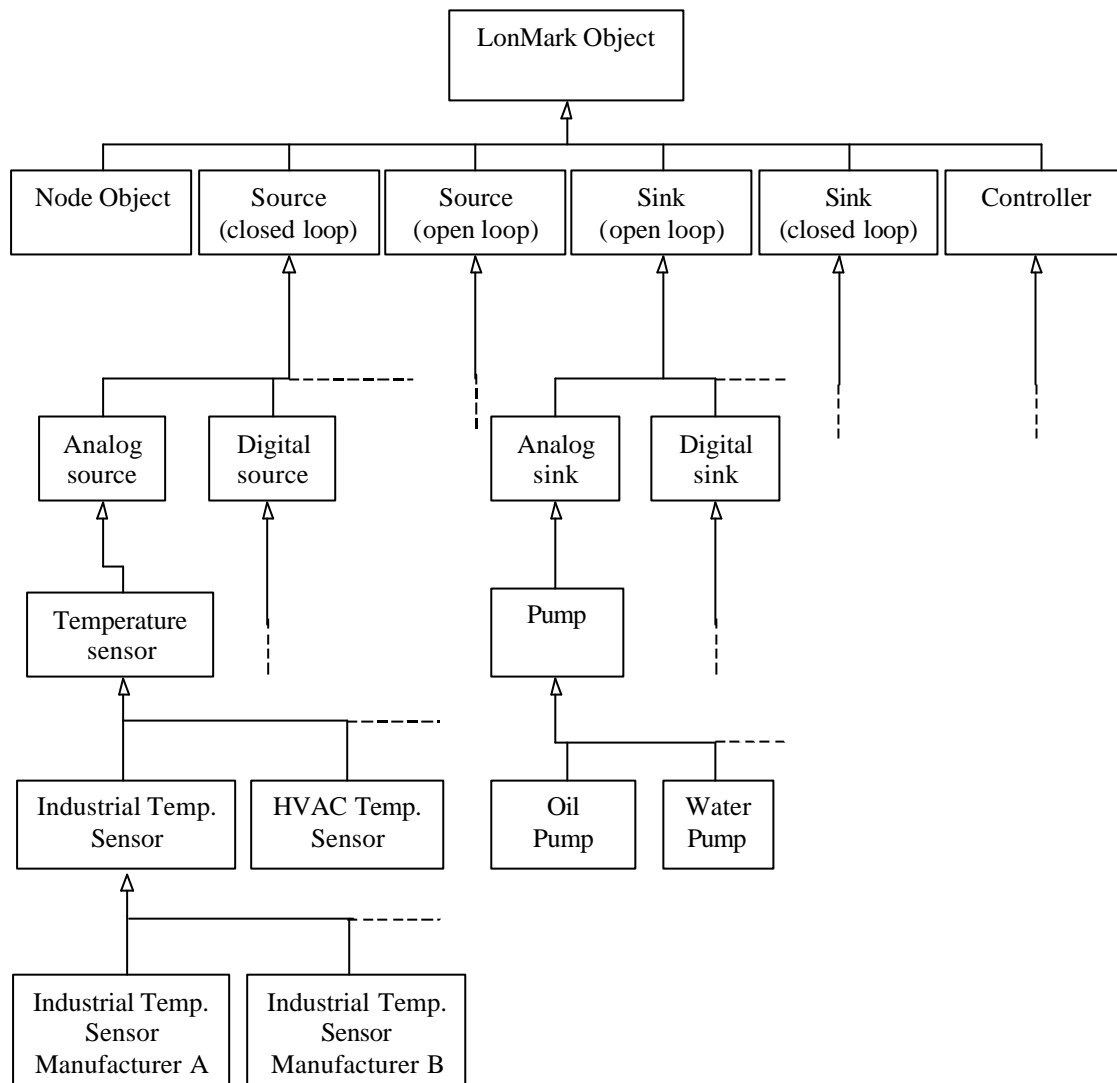 LonMark Object
Node Object
Source
(closed loop)
Source
(open loop)
Sink
(open loop)
Sink
(closed loop)
Controller
Analog
source
Digital
source
Analog
sink
Digital
sink
Temperature
sensor
Pump
Industrial Temp.
Sensor
HVAC Temp.
Sensor
Oil
Pump
Water
Pump
Industrial Temp.
Sensor
Manufacturer A
Industrial Temp.
Sensor
Manufacturer B